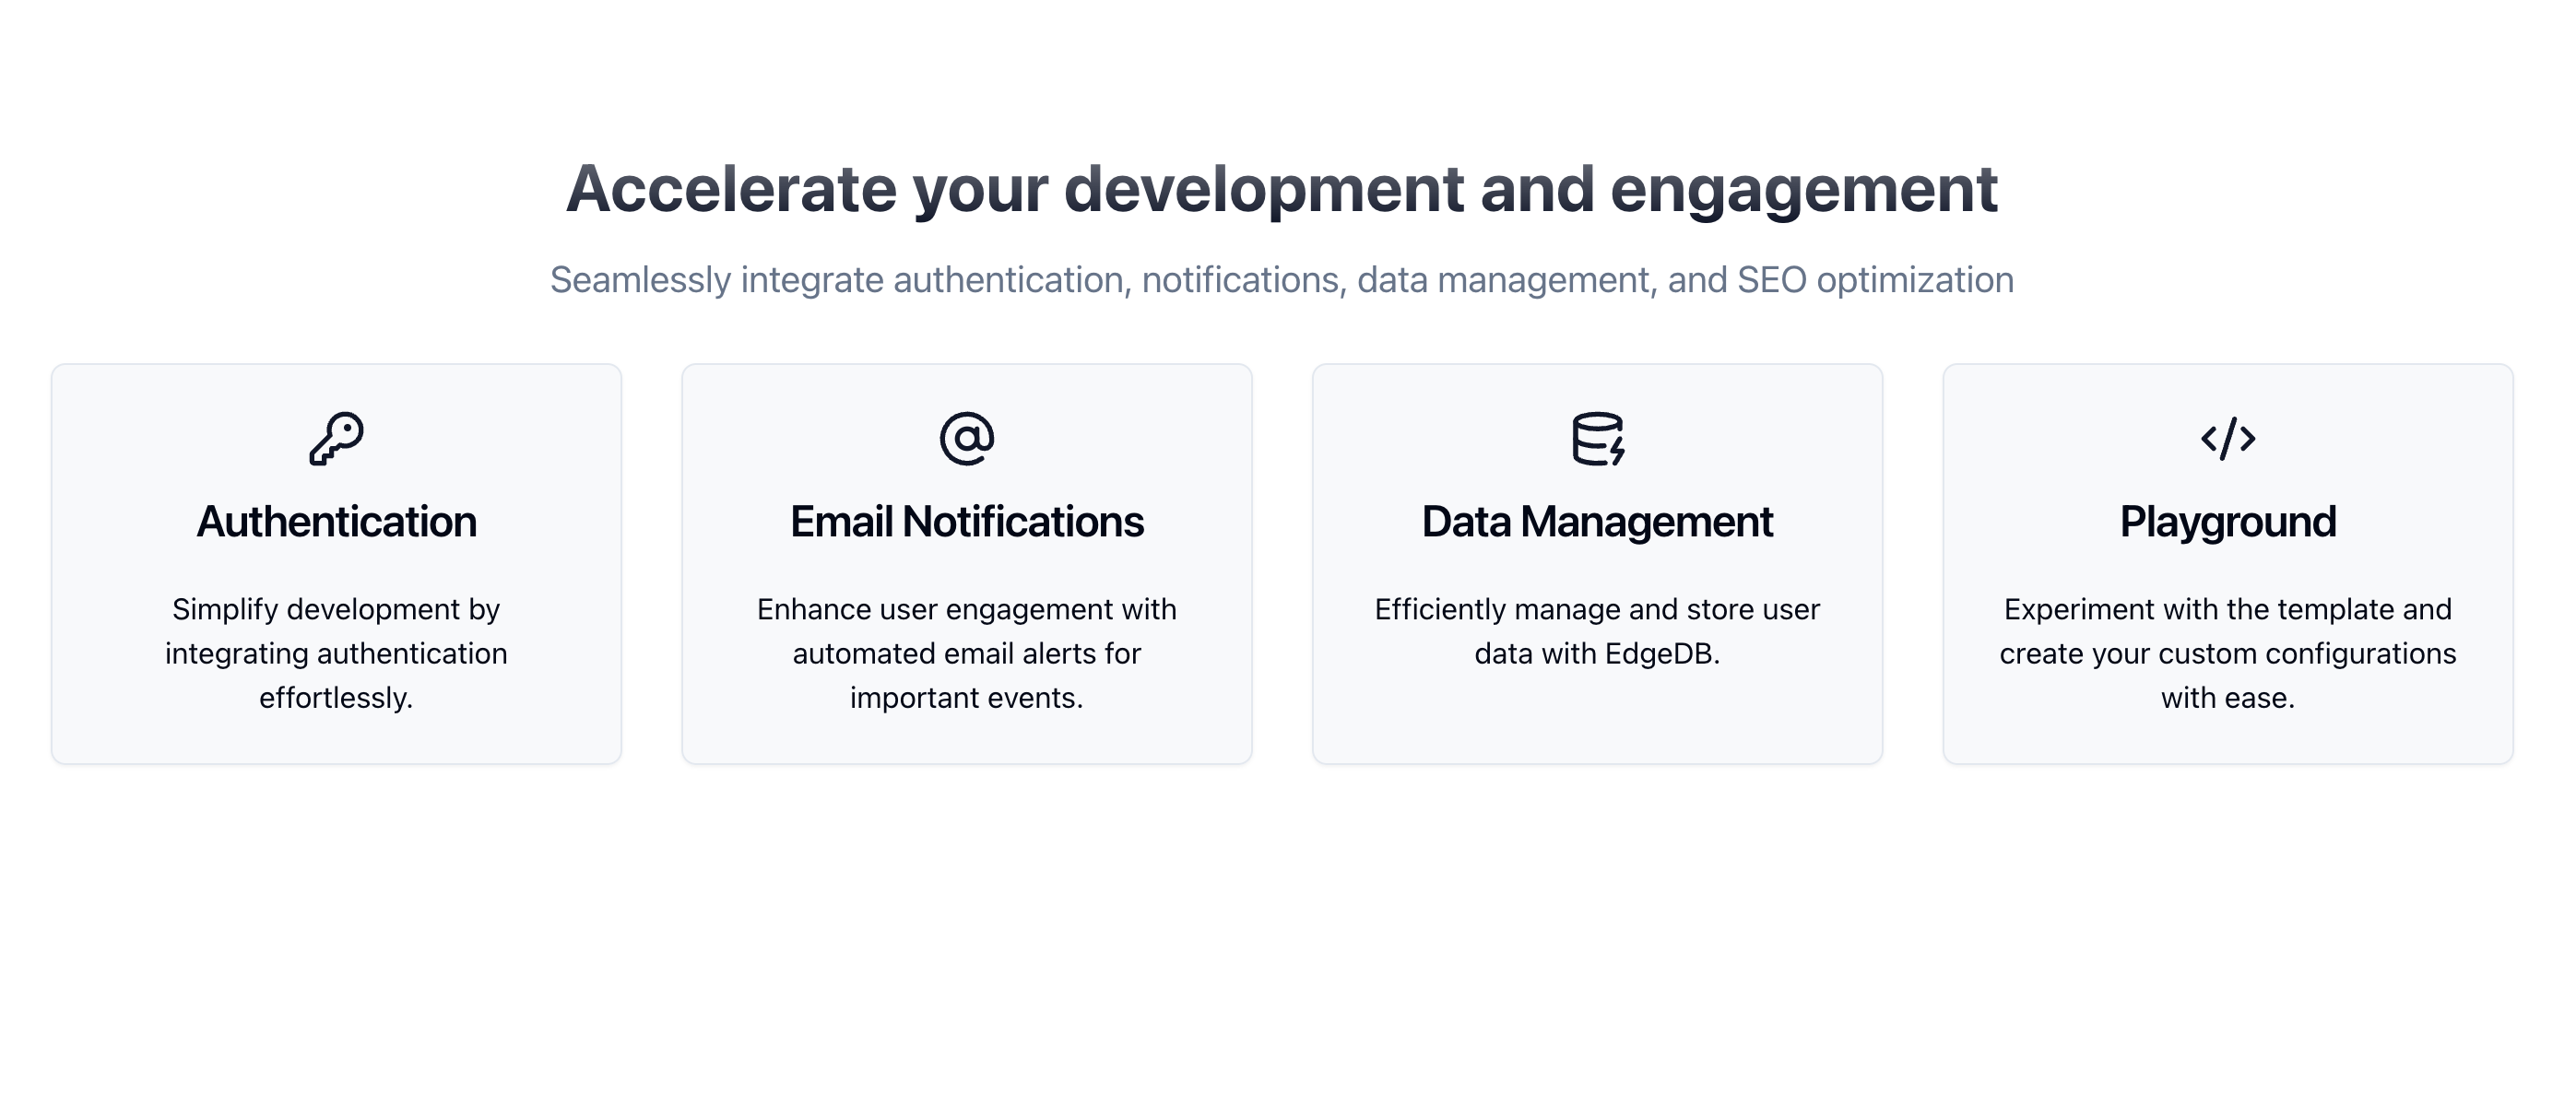 Accelerate your development and engagement
Seamlessly integrate authentication, notifications, data management, and SEO optimization
Authentication
Simplify development by
integrating authentication
effortlessly.
Email Notifications
Enhance user engagement with
automated email alerts for
important events.
Data Management
Efficiently manage and store user
data with EdgeDB.
Playground
Experiment with the template and
create your custom configurations
with ease.